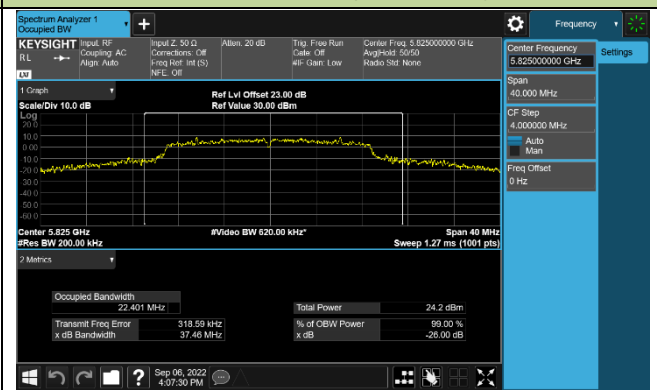 Spectrum Analyzer 1
Occupied BW
Frequency
KEYSIGHT
RL
LXI
Input: RF
Coupling: AC
Align: Auto
Input Z: 50 Ω
Corrections: Off
Freq Ref: Int (S)
NFE: Off
Atten: 20 dB
Trig: Free Run
Gate: Off
#IF Gain: Low
Center Freq: 5.825000000 GHz
Avg|Hold: 50/50
Radio Std: None
Center Frequency
5.825000000 GHz
Settings
Span
40.000 MHz
CF Step
4.000000 MHz
Auto
Man
Freq Offset
0 Hz
1 Graph
Scale/Div 10.0 dB
Ref Lvl Offset 23.00 dB
Ref Value 30.00 dBm
Log
20.0
10.0
0.00
-10.0
-20.0
-30.0
-40.0
-50.0
-60.0
Center 5.825 GHz
#Video BW 620.00 kHz*
Span 40 MHz
#Res BW 200.00 kHz
Sweep 1.27 ms (1001 pts)
2 Metrics
Occupied Bandwidth
22.401 MHz
Total Power
24.2 dBm
Transmit Freq Error
318.59 kHz
% of OBW Power
99.00 %
x dB Bandwidth
37.46 MHz
x dB
-26.00 dB
?
Sep 06, 2022
4:07:30 PM